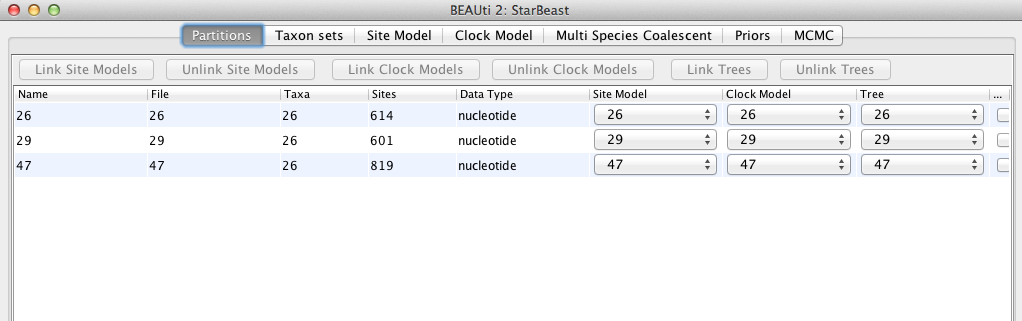 BEAUti 2: StarBeast
Partitions Taxon sets Site Model Clock Model Multi Species Coalescent Priors MCMC
Link Site Models Unlink Site Models Link Clock Models Unlink Clock Models Link Trees Unlink Trees
Name File Taxa Sites Data Type Site Model Clock Model Tree ...
26 26 26 614 nucleotide 26 26 26
29 29 26 601 nucleotide 29 29 29
47 47 26 819 nucleotide 47 47 47